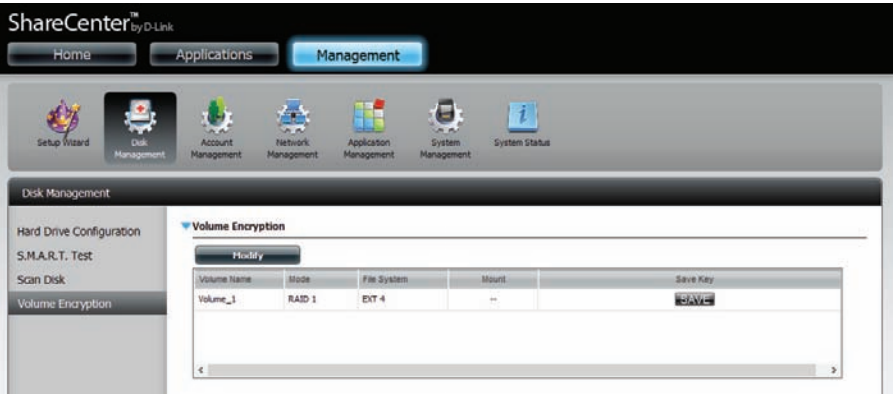 ShareCenter™ by D-Link
Home Applications Management
Setup Wizard
Disk Management
Account Management
Network Management
Application Management
System Management
System Status
Disk Management
Hard Drive Configuration
S.M.A.R.T. Test
Scan Disk
Volume Encryption
Volume Encryption
Modify
Volume Name Mode File System Mount Save Key
Volume_1 RAID 1 EXT 4 -- SAVE